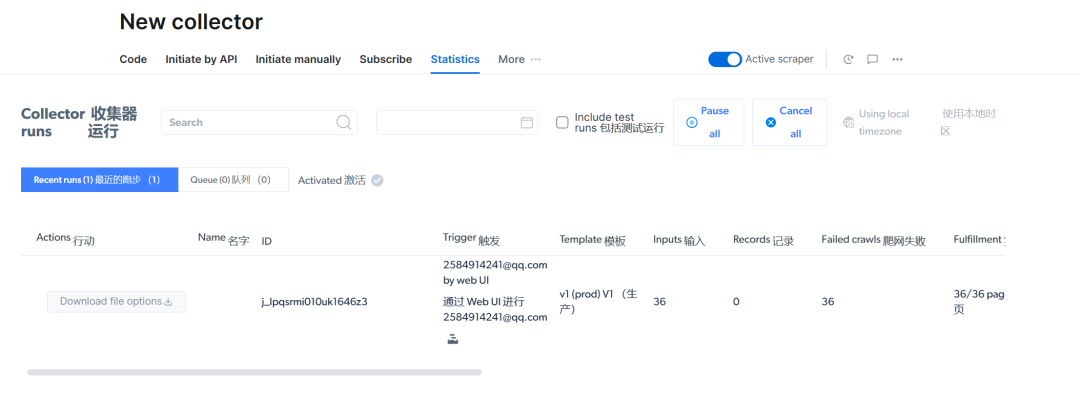 New collector
Code Initiate by API Initiate manually Subscribe Statistics More ··· Active scraper ···
Collector runs 收集器运行 Search Include test runs 包括测试运行 Pause all Cancel all Using local timezone 使用本地时区
Recent runs (1) 最近的跑步 （1） Queue (0) 队列 （0） Activated 激活
Actions 行动 Name 名字 ID Trigger 触发 Template 模板 Inputs 输入 Records 记录 Failed crawls 爬网失败 Fulfillment
2584914241@qq.com
by web UI
Download file options j_lpqsrmi010uk1646z3 通过 Web UI 进行 v1 (prod) V1 （生产） 36 0 36 36/36 pag 页
2584914241@qq.com